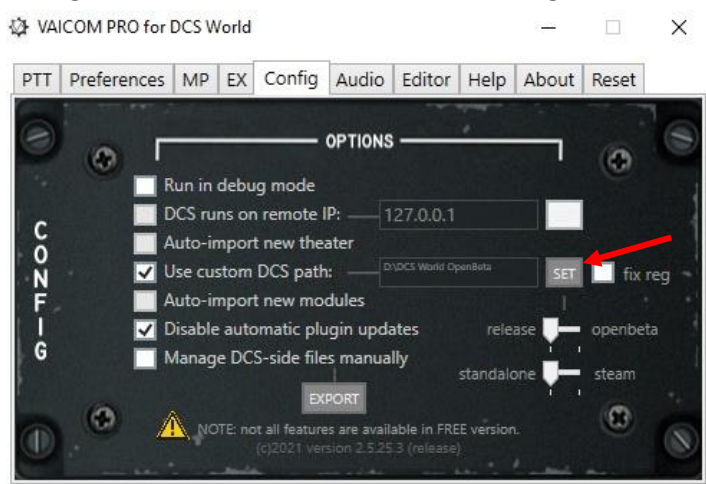 VAICOM PRO for DCS World
PTT Preferences MP EX Config Audio Editor Help About Reset
OPTIONS
CONFIG
Run in debug mode
DCS runs on remote IP: 127.0.0.1
Auto-import new theater
Use custom DCS path: D:\DCS World OpenBeta SET fix reg
Auto-import new modules
Disable automatic plugin updates release openbeta
Manage DCS-side files manually
standalone steam
EXPORT
NOTE: not all features are available in FREE version.
(c)2021 version 2.5.25.3 (release)